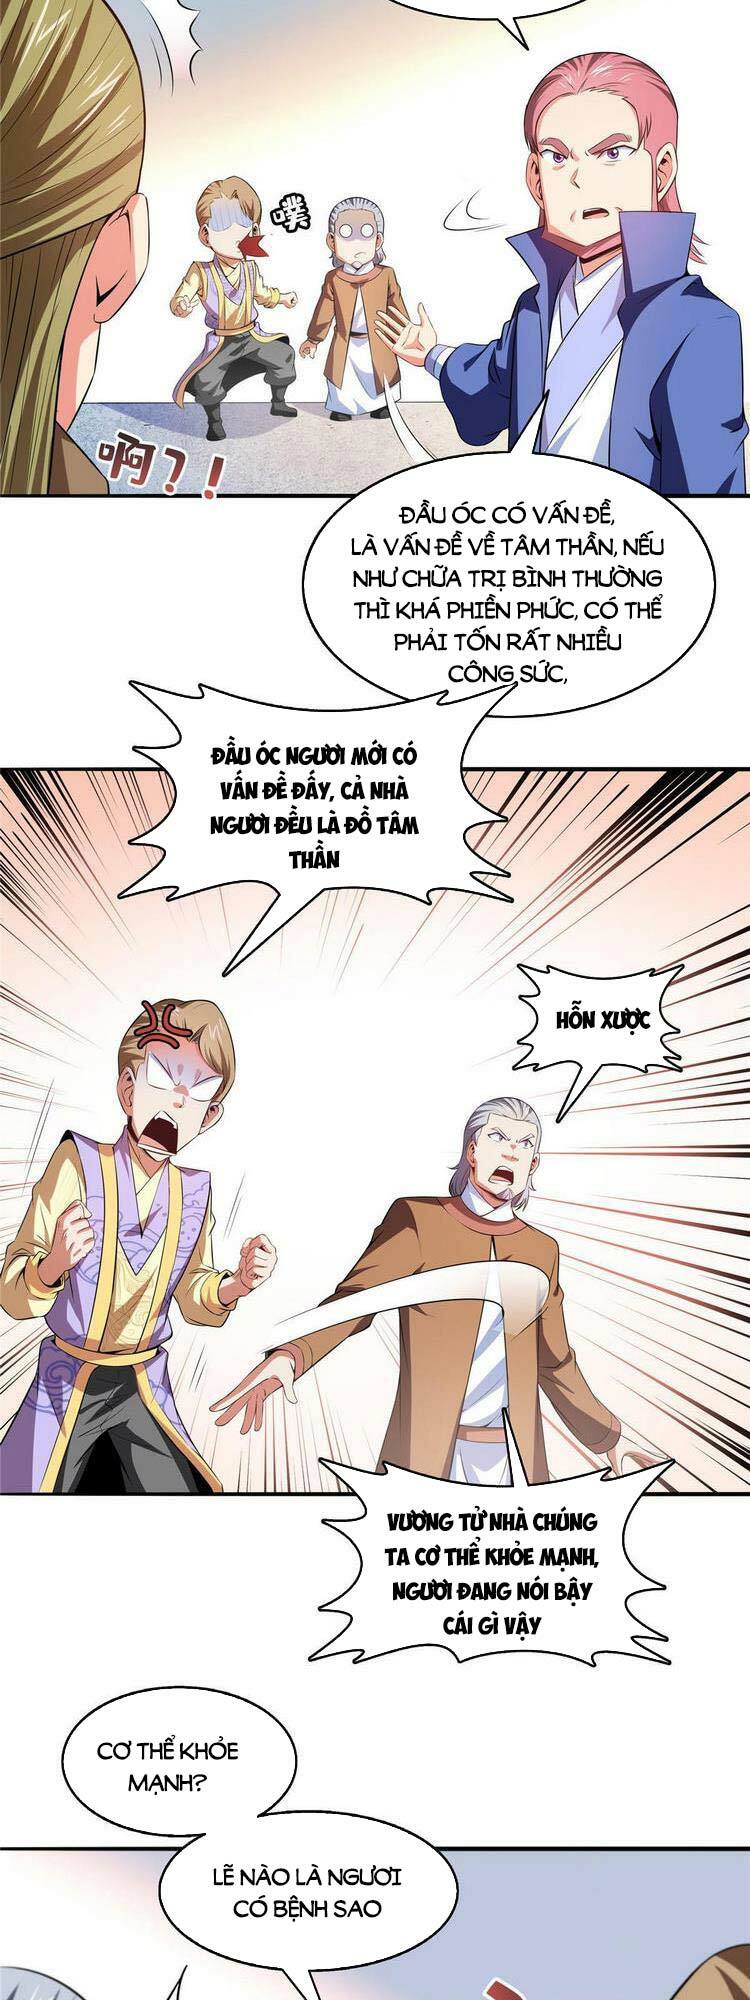 噗
啊?!
ĐẦU ÓC CÓ VẤN ĐỀ,
LÀ VẤN ĐỀ VỀ TÂM THẦN, NẾU
NHƯ CHỮA TRỊ BÌNH THƯỜNG
THÌ KHÁ PHIỀN PHỨC, CÓ THỂ
PHẢI TỐN RẤT NHIỀU
CÔNG SỨC,
ĐẦU ÓC NGƯƠI MỚI CÓ
VẤN ĐỀ ĐẤY, CẢ NHÀ
NGƯƠI ĐỀU LÀ ĐỒ TÂM
THẦN
HỖN XƯỢC
VƯƠNG TỬ NHÀ CHÚNG
TA CƠ THỂ KHỎE MẠNH,
NGƯƠI ĐANG NÓI BẬY
CÁI GÌ VẬY
CƠ THỂ KHỎE
MẠNH?
LẼ NÀO LÀ NGƯƠI
CÓ BỆNH SAO